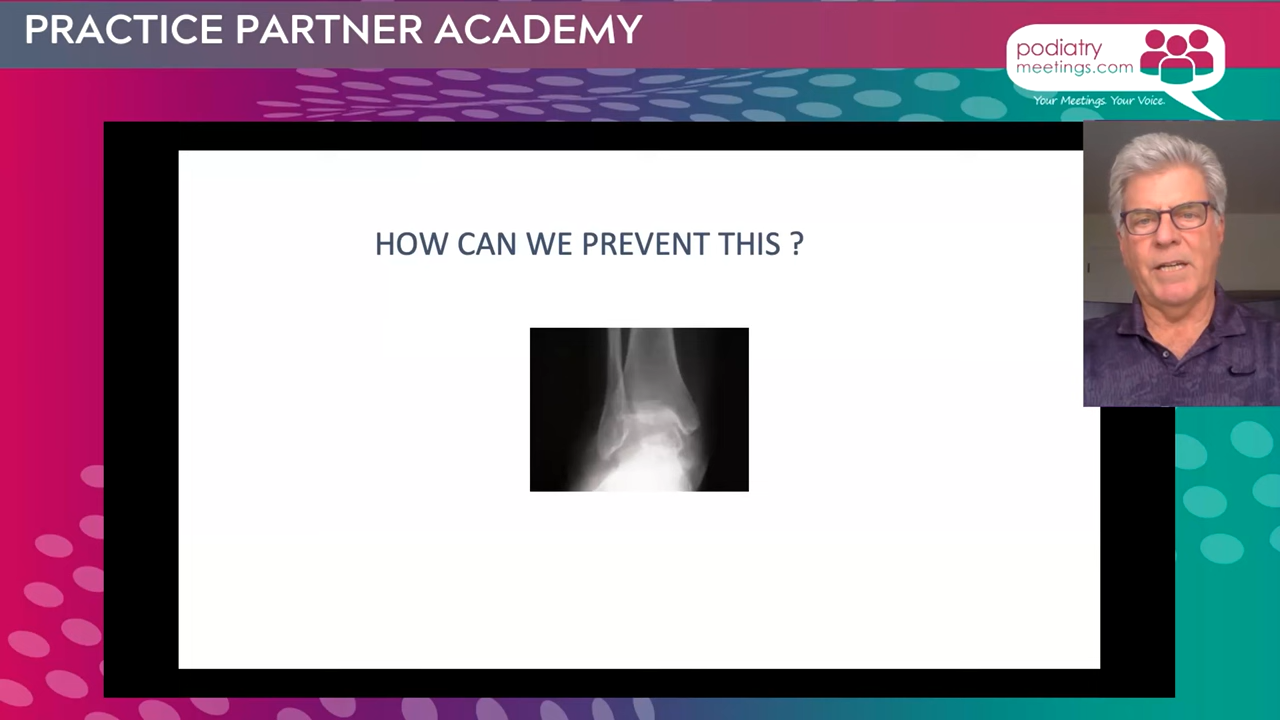 PRACTICE PARTNER ACADEMY
podiatry
meetings.com
Your Meetings. Your Voice.
HOW CAN WE PREVENT THIS ?